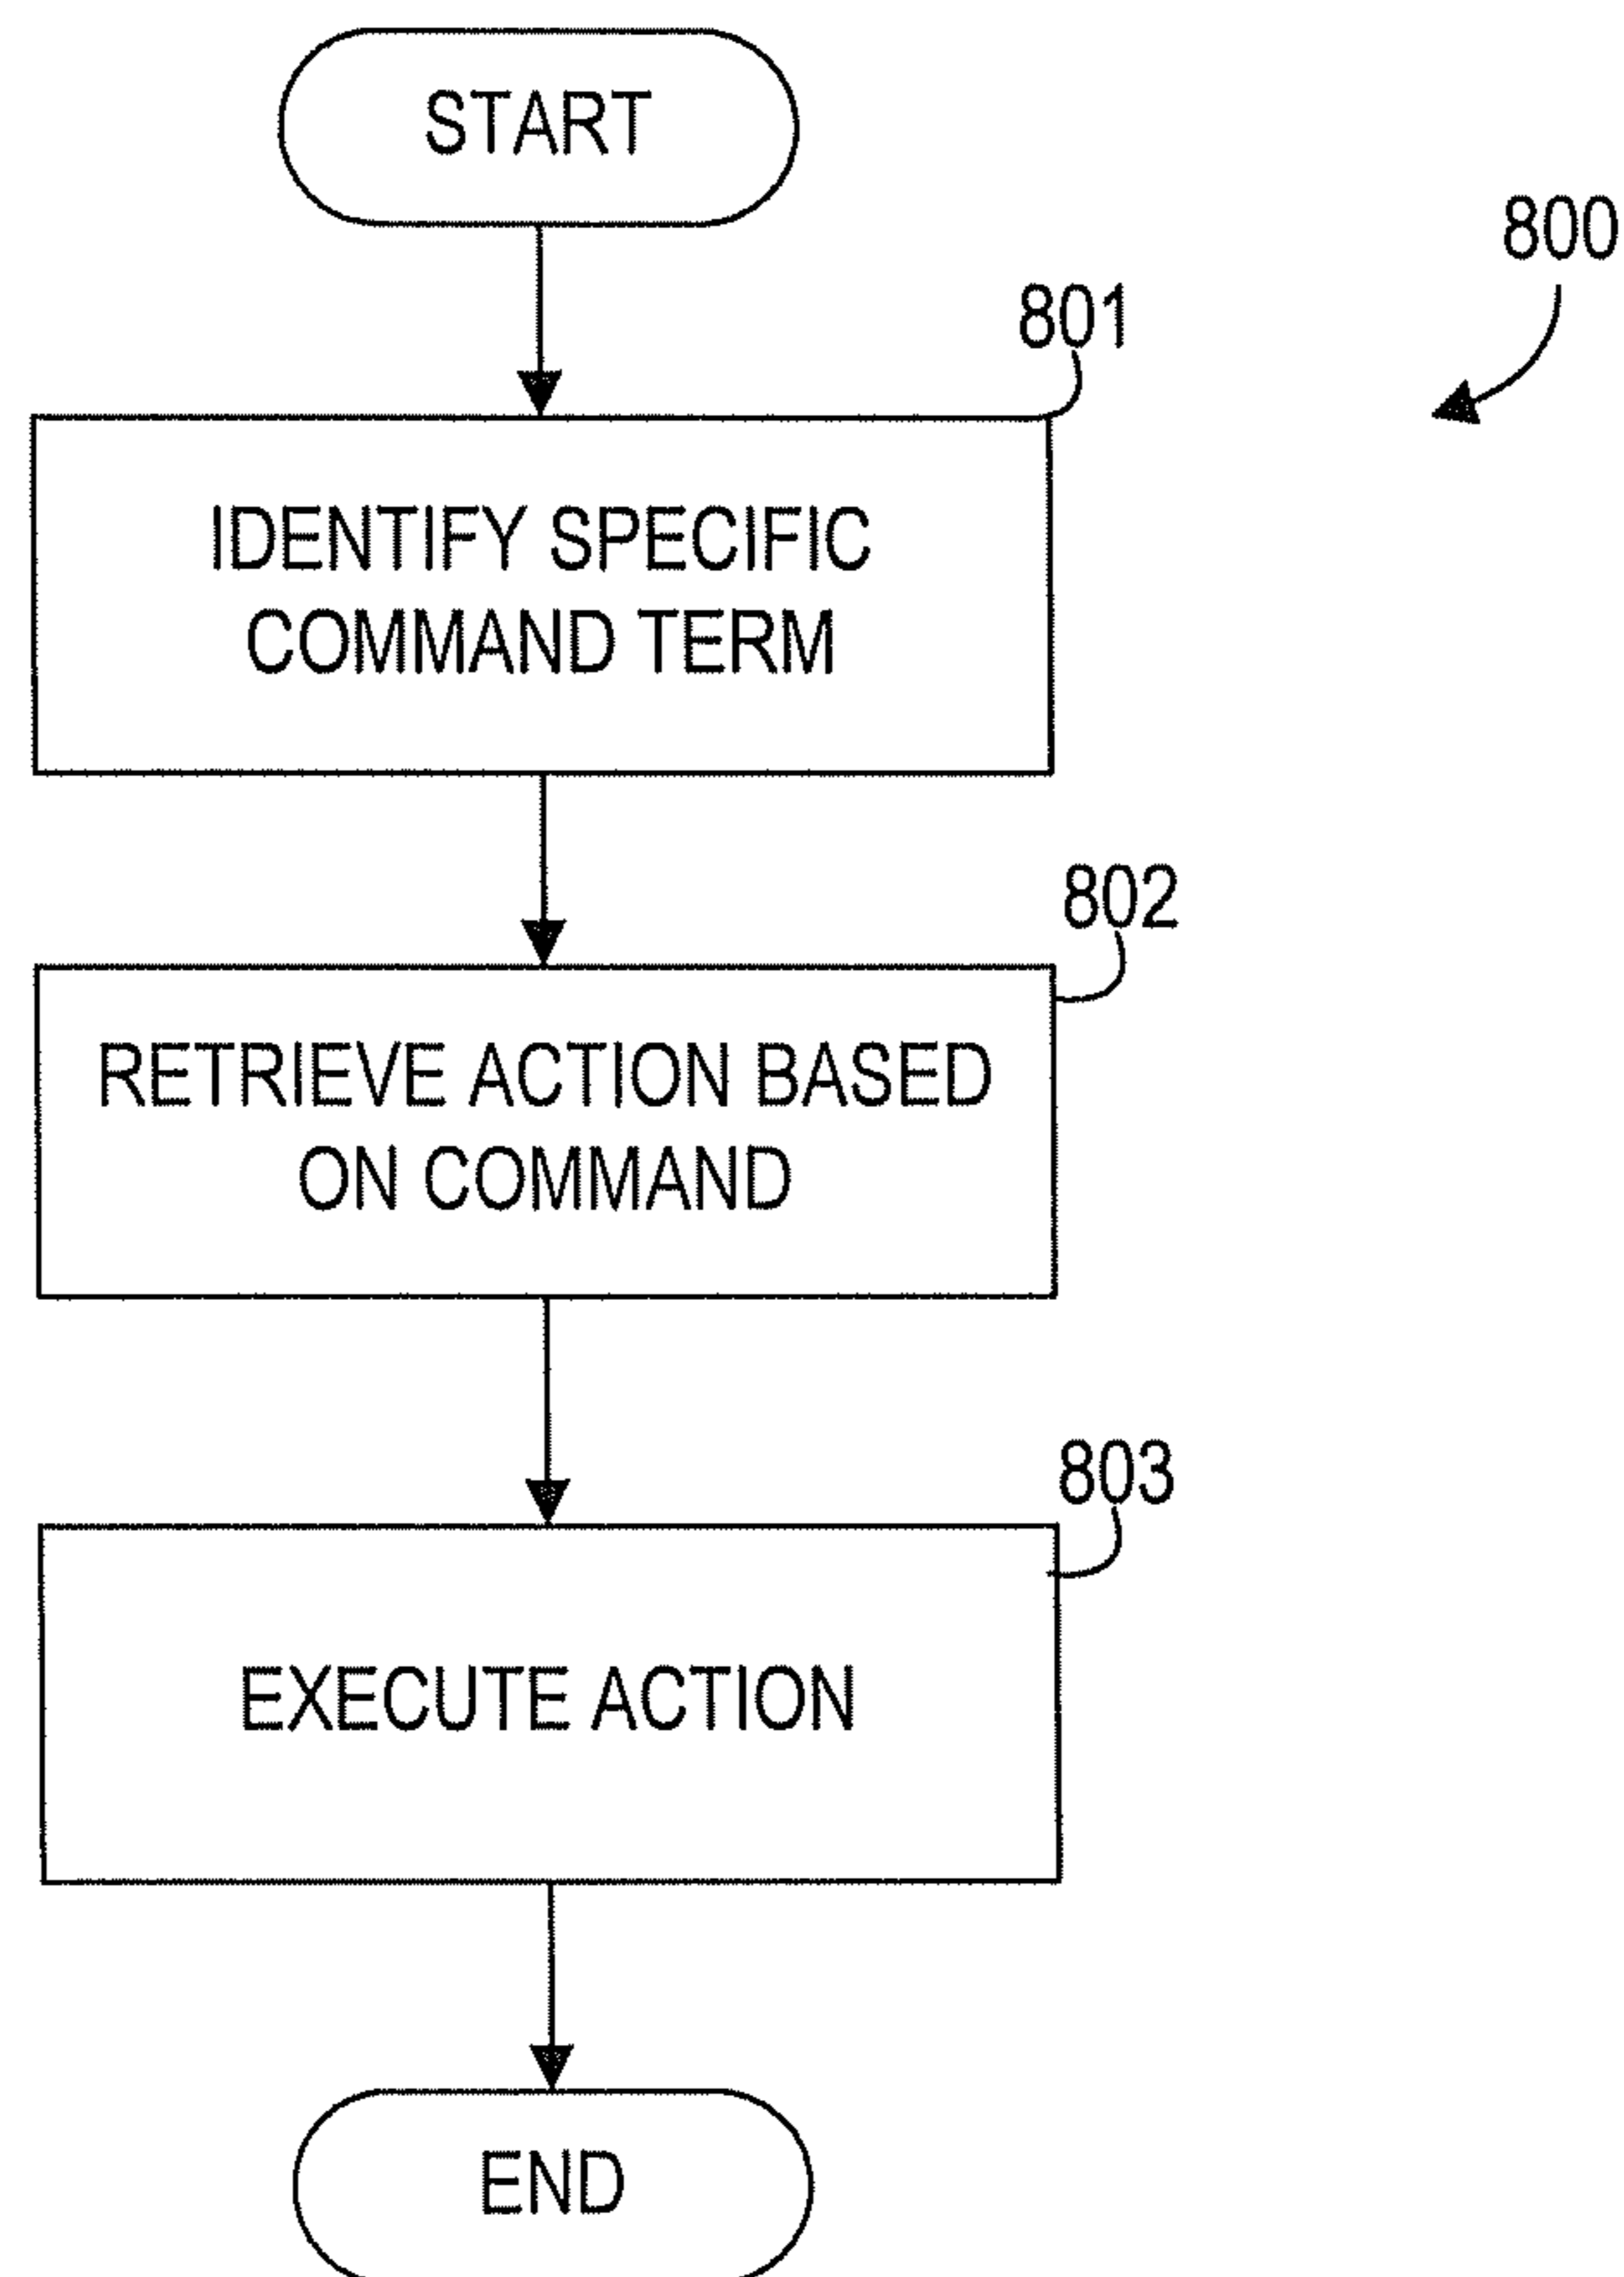 START
800
801
IDENTIFY SPECIFIC
COMMAND TERM
802
RETRIEVE ACTION BASED
ON COMMAND
803
EXECUTE ACTION
END